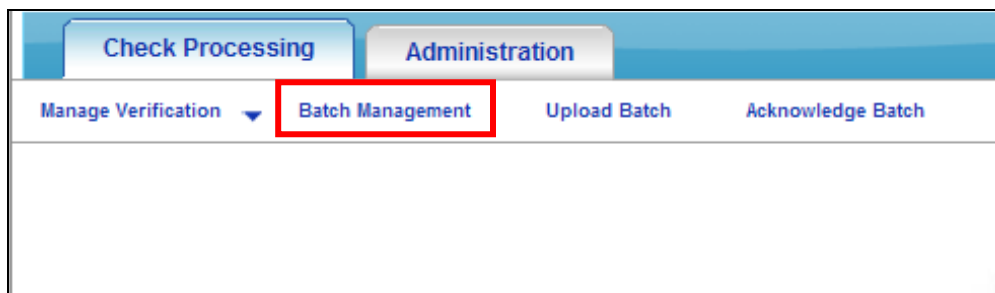 Check Processing Administration
Manage Verification Batch Management Upload Batch Acknowledge Batch